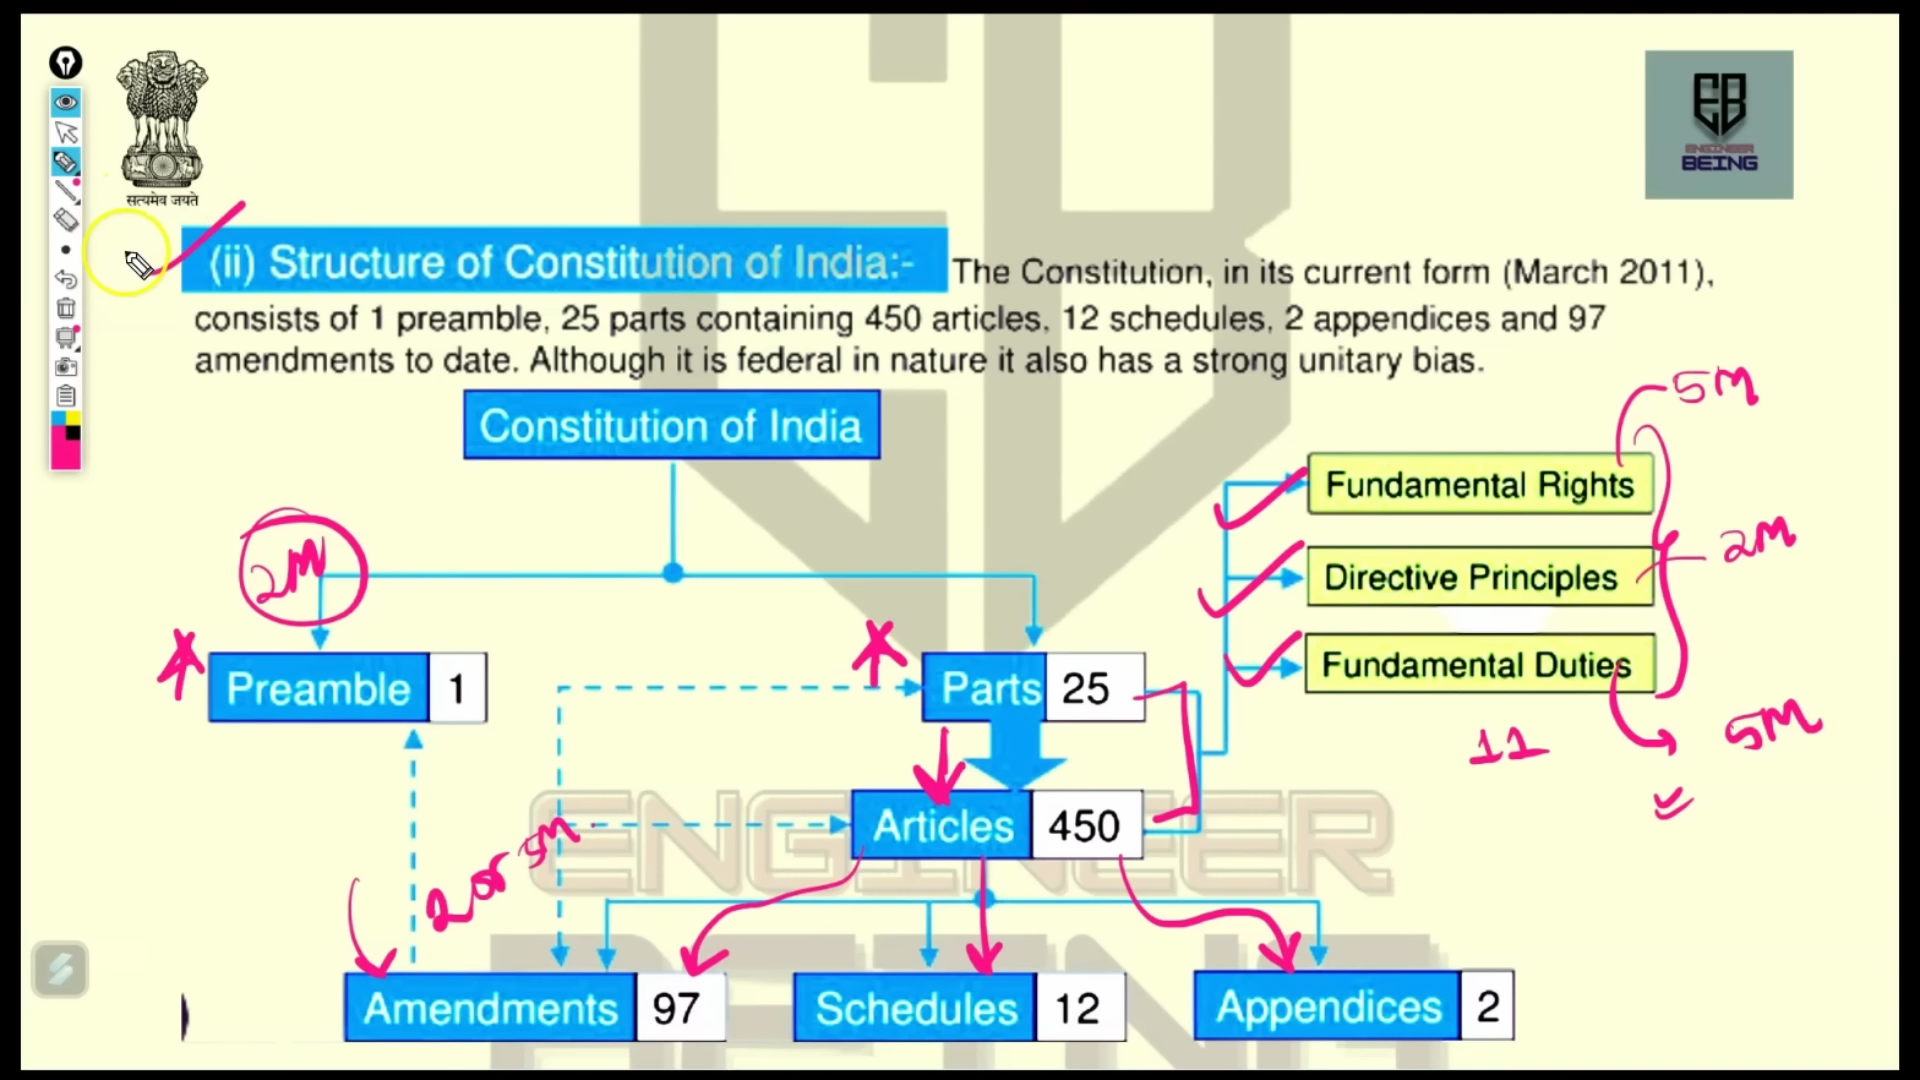 सत्यमेव जयते
EB
ENGINEER
BEING
(ii) Structure of Constitution of India:-
The Constitution, in its current form (March 2011),
consists of 1 preamble, 25 parts containing 450 articles, 12 schedules, 2 appendices and 97
amendments to date. Although it is federal in nature it also has a strong unitary bias.
Constitution of India
5M
Fundamental Rights
2M
2M
Directive Principles
Fundamental Duties
Preamble 1
Parts 25
11
5M
Articles 450
ENGINEER
2 or 5M
BEING
Amendments 97
Schedules 12
Appendices 2